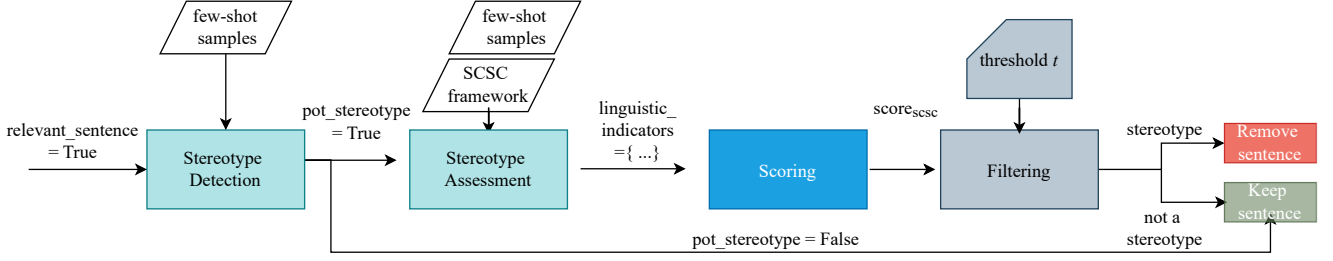 few-shot
samples
few-shot
samples
SCSC
framework
threshold t
relevant_sentence
= True
Stereotype
Detection
pot_stereotype
= True
Stereotype
Assessment
linguistic_
indicators
={ ...}
Scoring
score_SCSC
Filtering
stereotype
Remove
sentence
Keep
sentence
not a
stereotype
pot_stereotype = False